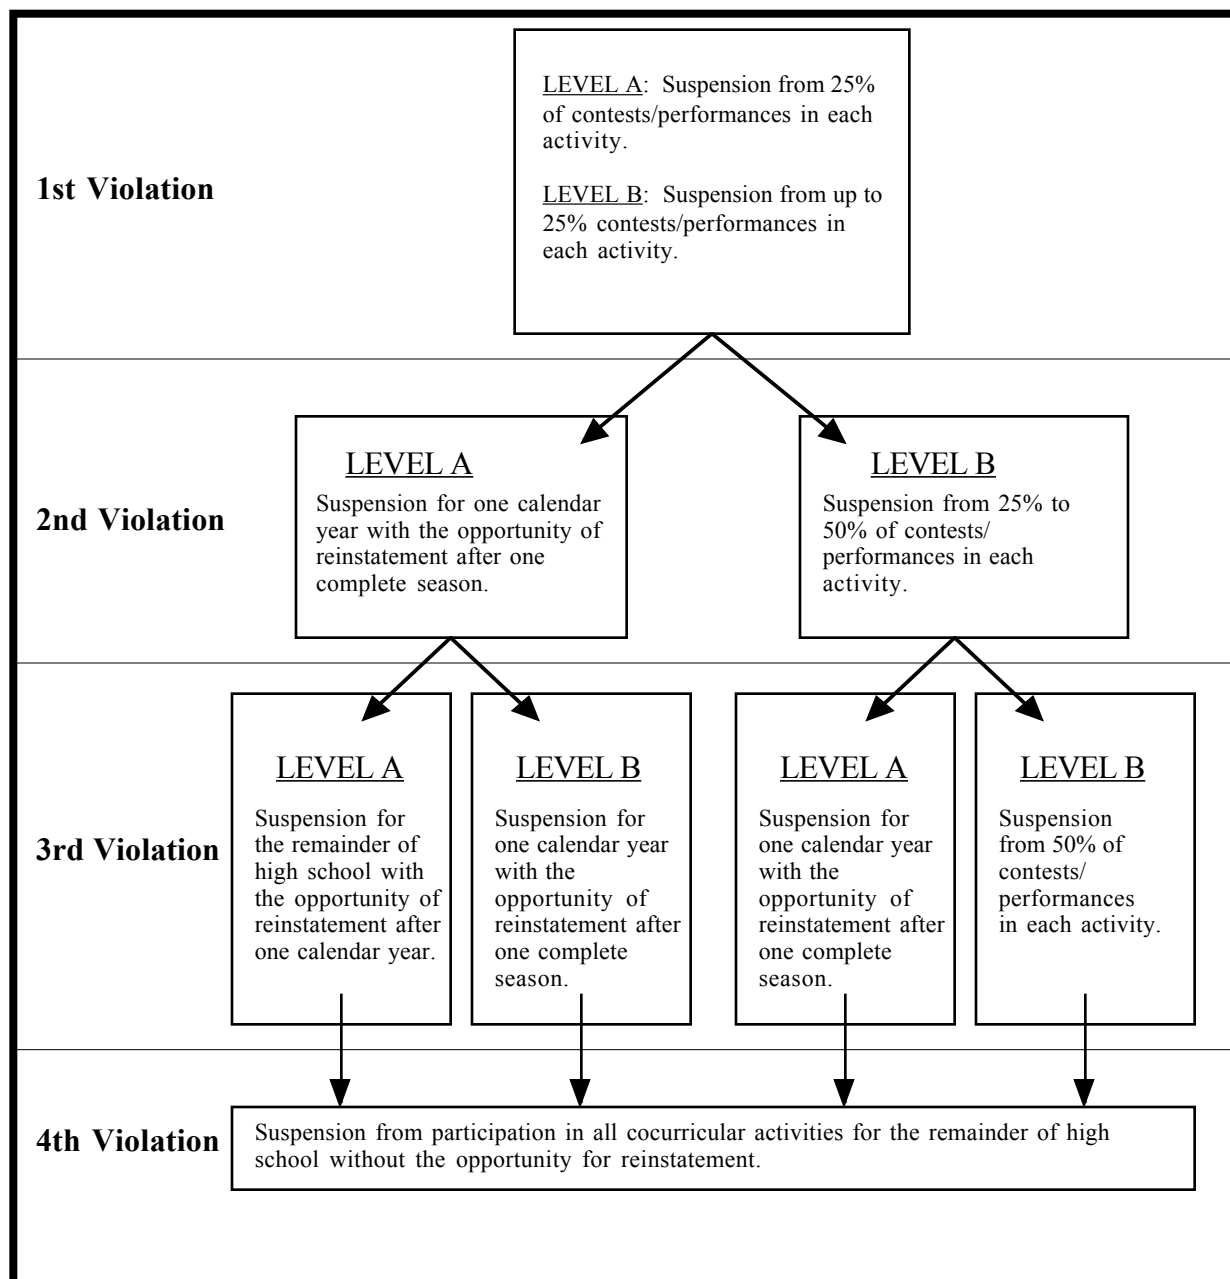 LEVEL A:  Suspension from 25%
of contests/performances in each
activity.
1st Violation
LEVEL B:  Suspension from up to
25% contests/performances in
each activity.
LEVEL A
Suspension for one calendar
year with the opportunity of
reinstatement after one
complete season.
LEVEL B
Suspension from 25% to
50% of contests/
performances in each
activity.
2nd Violation
LEVEL A
Suspension for
the remainder of
high school with
the opportunity of
reinstatement after
one calendar year.
LEVEL B
Suspension for
one calendar year
with the
opportunity of
reinstatement after
one complete
season.
LEVEL A
Suspension for
one calendar year
with the
opportunity of
reinstatement after
one complete
season.
LEVEL B
Suspension
from 50% of
contests/
performances
in each activity.
3rd Violation
4th Violation
Suspension from participation in all cocurricular activities for the remainder of high
school without the opportunity for reinstatement.